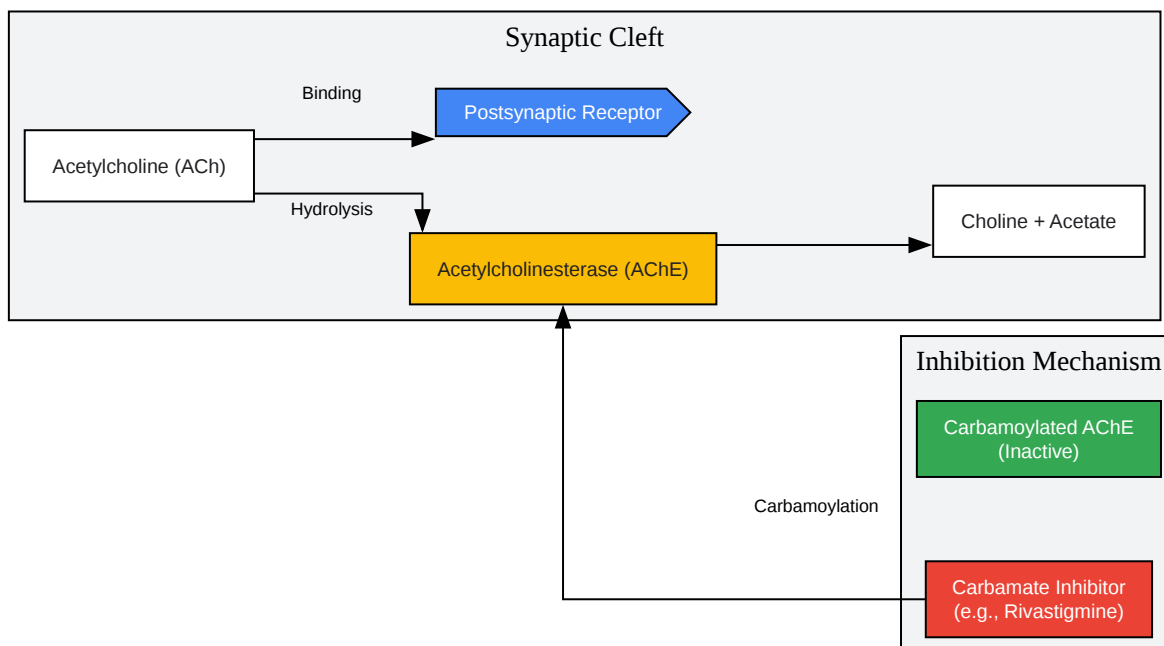 Synaptic Cleft
Binding
Postsynaptic Receptor
Acetylcholine (ACh)
Hydrolysis
Choline + Acetate
Acetylcholinesterase (AChE)
Inhibition Mechanism
Carbamoylated AChE
(Inactive)
Carbamoylation
Carbamate Inhibitor
(e.g., Rivastigmine)